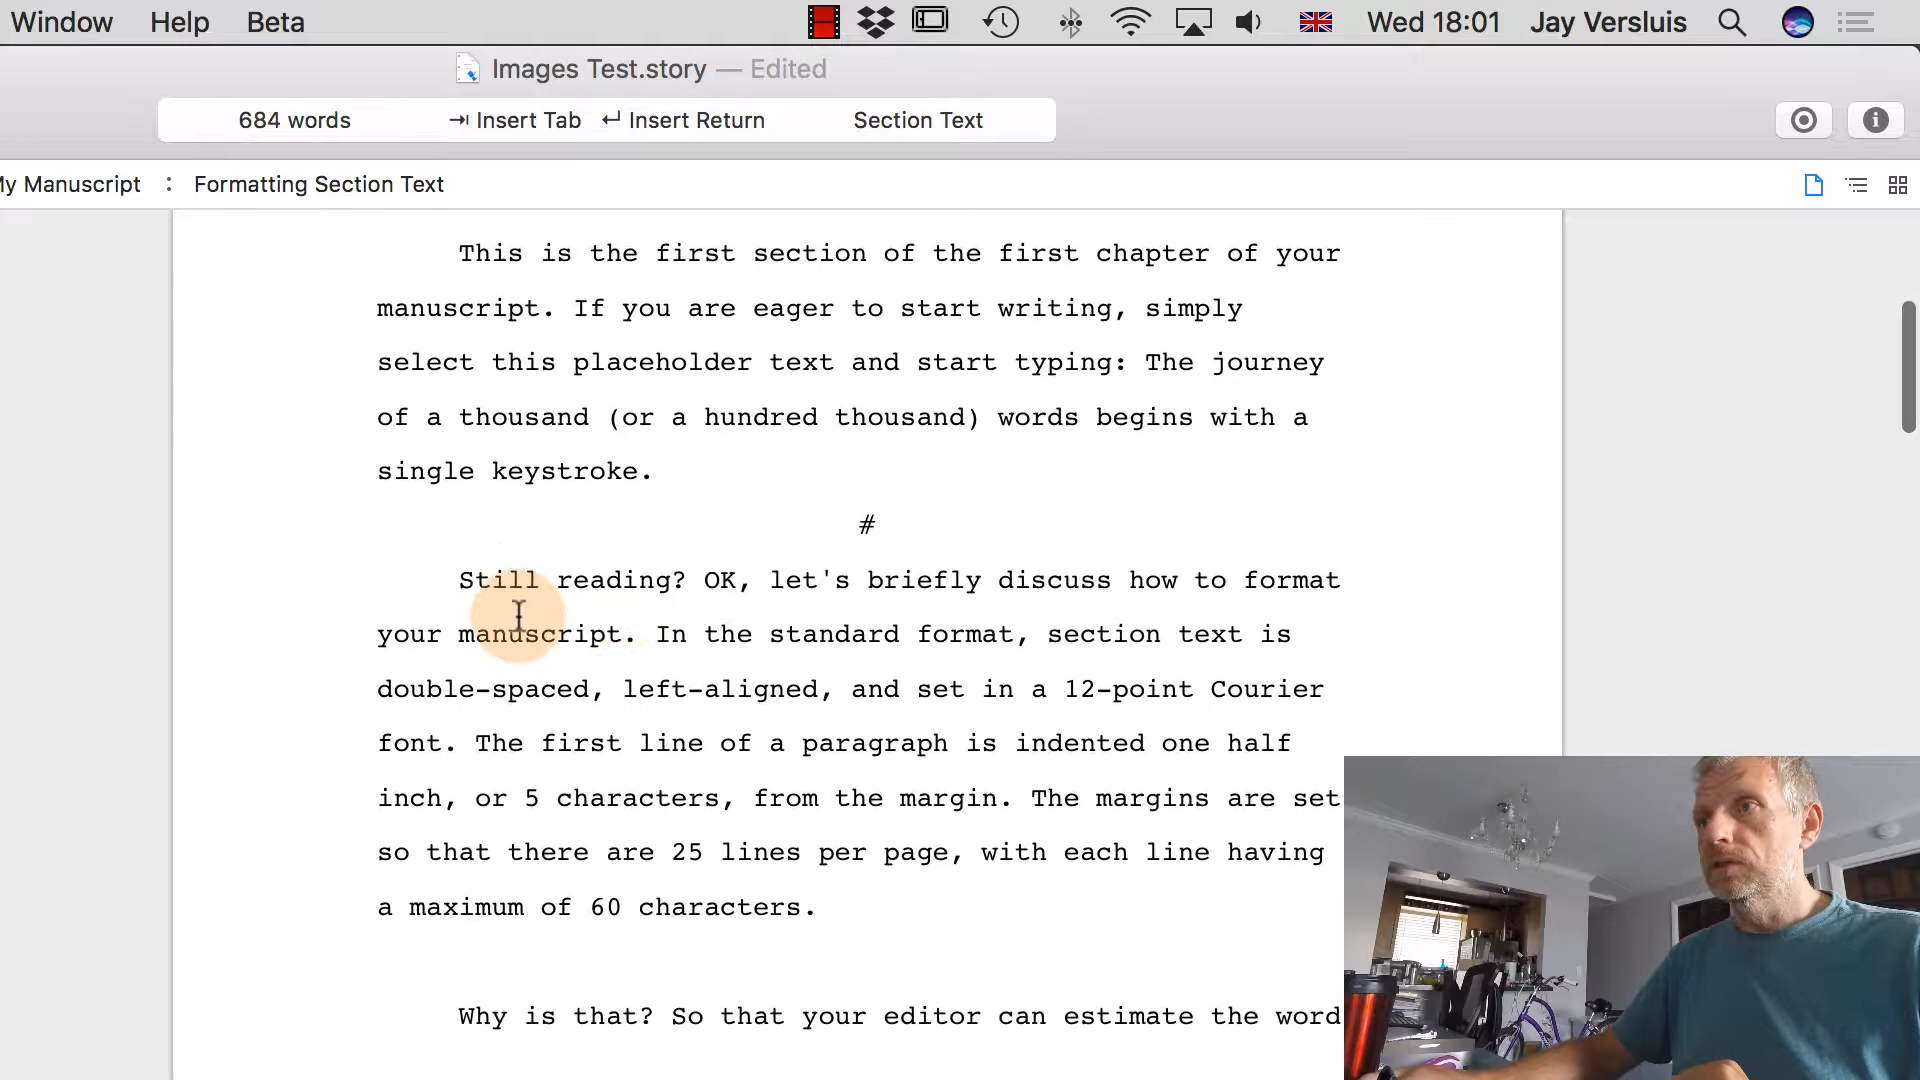 Window Help Beta Wed 18:01 Jay Versluis
Images Test.story — Edited
684 words Insert Tab Insert Return Section Text
My Manuscript : Formatting Section Text
This is the first section of the first chapter of your
manuscript. If you are eager to start writing, simply
select this placeholder text and start typing: The journey
of a thousand (or a hundred thousand) words begins with a
single keystroke.
#
Still reading? OK, let's briefly discuss how to format
your manuscript. In the standard format, section text is
double-spaced, left-aligned, and set in a 12-point Courier
font. The first line of a paragraph is indented one half
inch, or 5 characters, from the margin. The margins are set
so that there are 25 lines per page, with each line having
a maximum of 60 characters.
Why is that? So that your editor can estimate the word